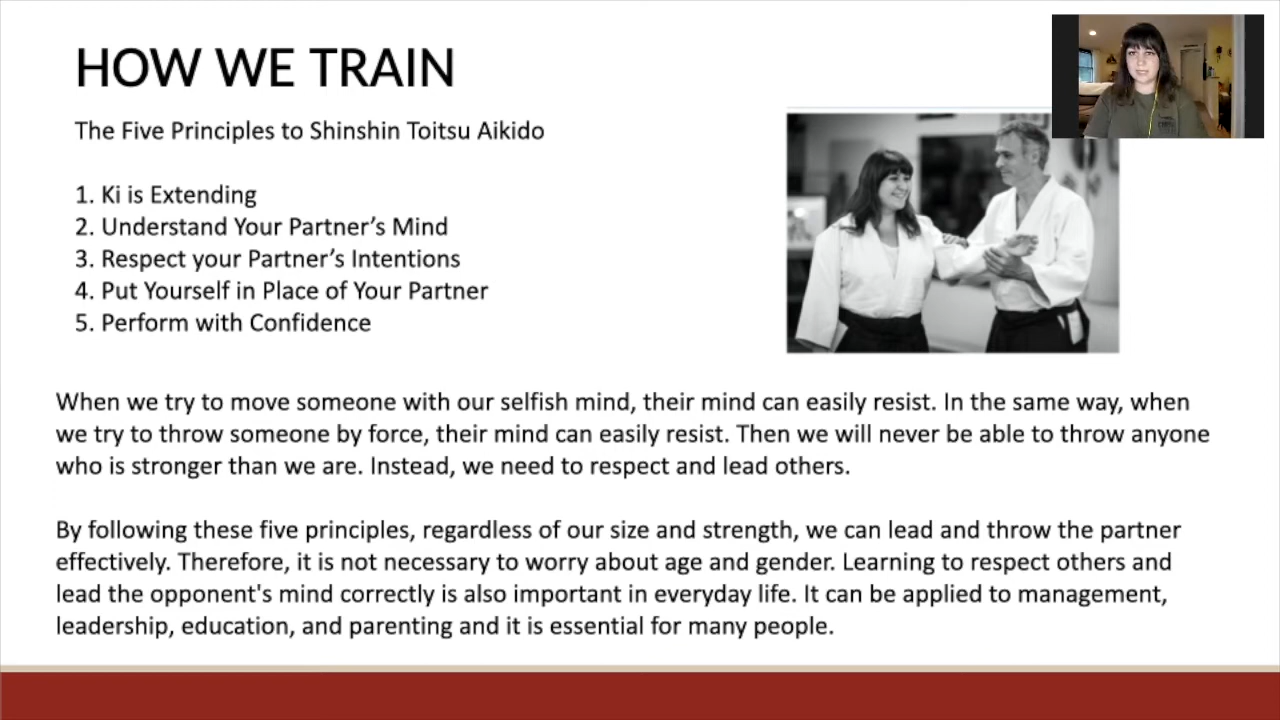 HOW WE TRAIN
The Five Principles to Shinshin Toitsu Aikido
1. Ki is Extending
2. Understand Your Partner’s Mind
3. Respect your Partner’s Intentions
4. Put Yourself in Place of Your Partner
5. Perform with Confidence
When we try to move someone with our selfish mind, their mind can easily resist. In the same way, when
we try to throw someone by force, their mind can easily resist. Then we will never be able to throw anyone
who is stronger than we are. Instead, we need to respect and lead others.
By following these five principles, regardless of our size and strength, we can lead and throw the partner
effectively. Therefore, it is not necessary to worry about age and gender. Learning to respect others and
lead the opponent's mind correctly is also important in everyday life. It can be applied to management,
leadership, education, and parenting and it is essential for many people.